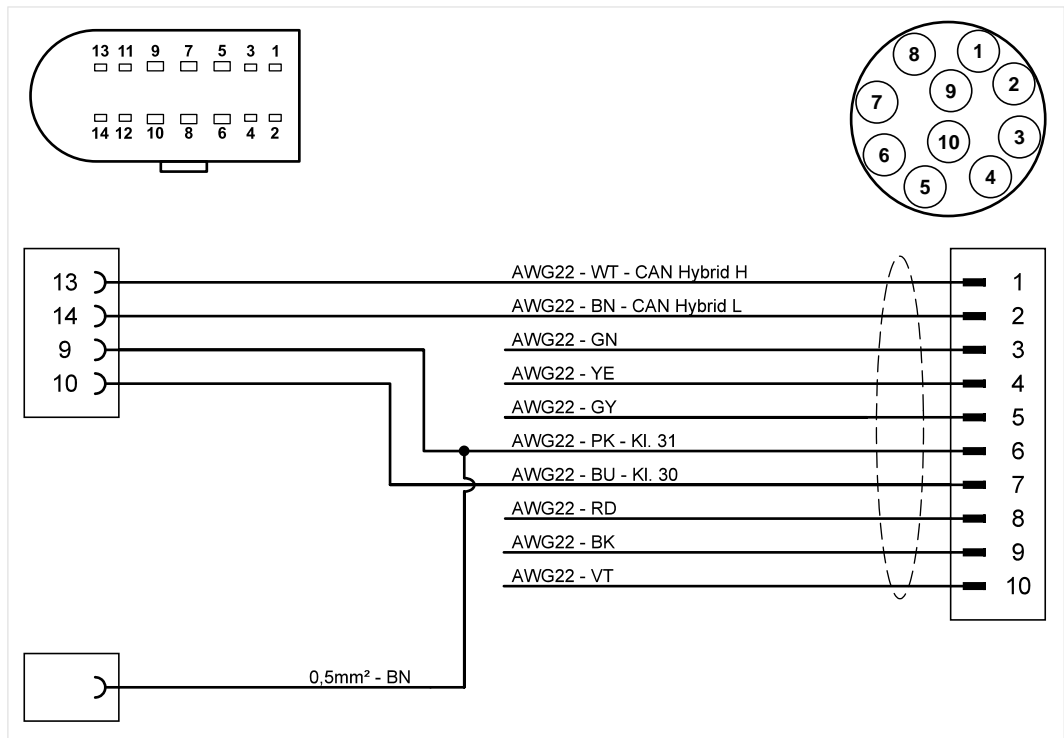 13 11 9 7 5 3 1
14 12 10 8 6 4 2
8 1
9 2
7
10 3
6
5 4
13 AWG22 - WT - CAN Hybrid H 1
14 AWG22 - BN - CAN Hybrid L 2
9 AWG22 - GN 3
10 AWG22 - YE 4
AWG22 - GY 5
AWG22 - PK - Kl. 31 6
AWG22 - BU - Kl. 30 7
AWG22 - RD 8
AWG22 - BK 9
AWG22 - VT 10
0,5mm² - BN